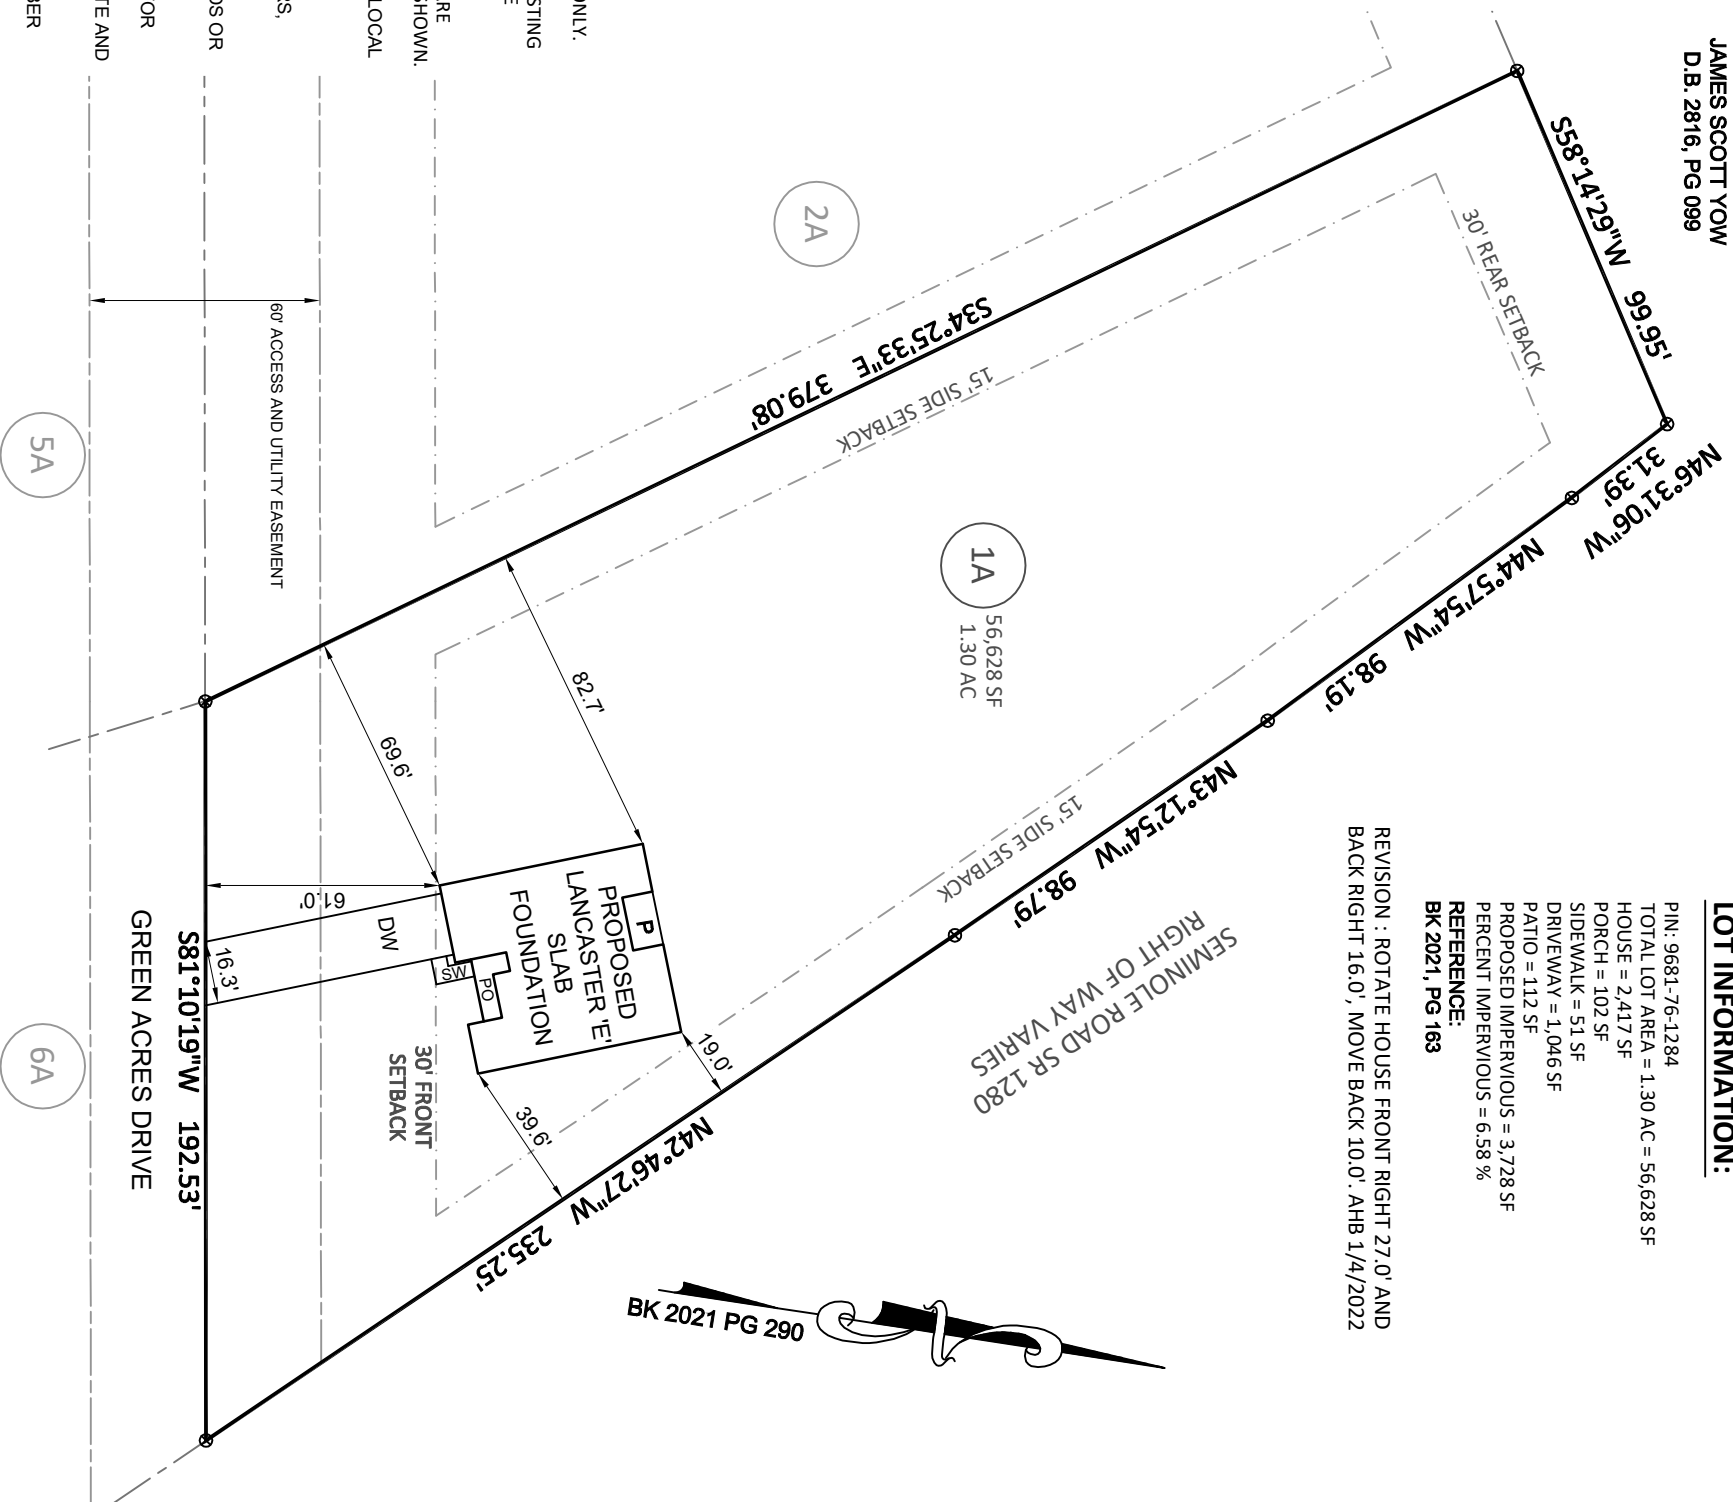 JAMES SCOTT YOW
D.B. 2816, PG 099
LOT INFORMATION:
PIN: 9681-76-1284
TOTAL LOT AREA = 1.30 AC = 56,628 SF
HOUSE = 2,417 SF
PORCH = 102 SF
SIDEWALK = 51 SF
DRIVEWAY = 1,046 SF
PATIO = 112 SF
PROPOSED IMPERVIOUS = 3,728 SF
PERCENT IMPERVIOUS = 6.58 %
REFERENCE:
BK 2021, PG 163
REVISION : ROTATE HOUSE FRONT RIGHT 27.0' AND
BACK RIGHT 16.0', MOVE BACK 10.0'. AHB 1/4/2022
S58°14'29"W 99.95'
30' REAR SETBACK
N46°31'06"W
31.39'
N44°57'54"W 98.19'
N43°12'54"W 98.79'
N42°46'27"W 235.25'
S34°25'33"E 379.08'
15' SIDE SETBACK
15' SIDE SETBACK
SEMINOLE ROAD SR 1280
RIGHT OF WAY VARIES
2A
1A
56,628 SF
1.30 AC
82.7'
69.6'
P
PROPOSED
LANCASTER 'E'
SLAB
FOUNDATION
PO
SW
DW
19.0'
39.6'
61.0'
16.3'
30' FRONT
SETBACK
60' ACCESS AND UTILITY EASEMENT
S81°10'19"W 192.53'
GREEN ACRES DRIVE
5A
6A
BK 2021 PG 290
ONLY.
STING
E
RE
SHOWN.
LOCAL
S,
DS OR
OR
TE AND
BER